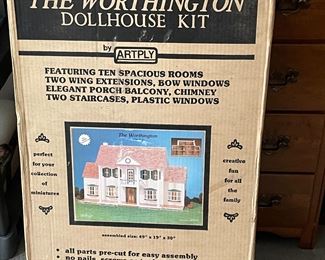 THE WORTHINGTON
DOLLHOUSE KIT
by ARTPLY
FEATURING TEN SPACIOUS ROOMS
TWO WING EXTENSIONS, BOW WINDOWS
ELEGANT PORCH BALCONY, CHIMNEY
TWO STAIRCASES, PLASTIC WINDOWS
The Worthington
perfect
for your
collection
of
miniatures
creative
fun
for all
the
family
assembled size: 49" x 19" x 30"
• all parts pre-cut for easy assembly
• no nails, screws